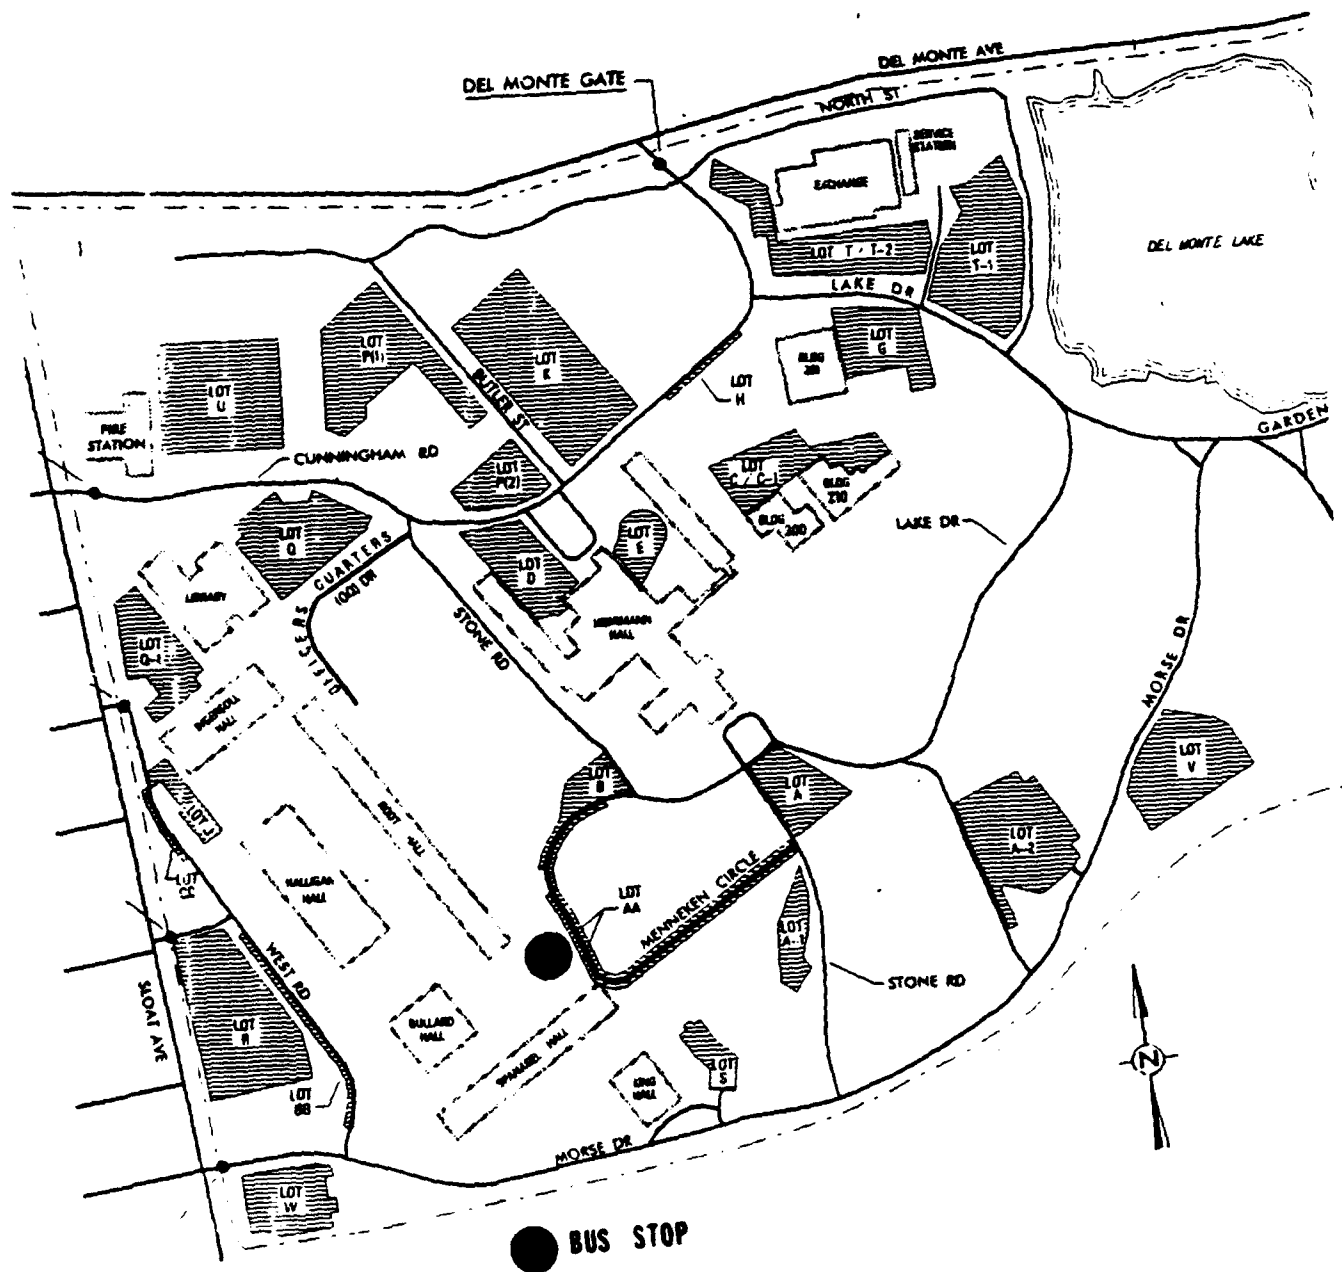 DEL MONTE AVE
DEL MONTE GATE
NORTH ST
SERVICE
STATION
EXCHANGE
DEL MONTE LAKE
LOT T · T-2
LOT
T-1
LAKE DR
LOT
P(1)
LOT
K
LOT
G
BLDG
LOT
H
LOT
U
BUTLER ST
FIRE
STATION
GARDEN
CUNNINGHAM RD
LOT
P(2)
LOT
C / C-1
BLDG
210
BLDG
200
LAKE DR
LOT
Q
LOT
E
LOT
D
OFFICERS QUARTERS
(OQ) DR
LIBRARY
STONE RD
HERRMANN
HALL
LOT
Q-1
MORSE DR
INGERSOLL
HALL
LOT
V
LOT
B
LOT
A
LOT J
ROOT
HALL
LOT
A-2
LOT
CC
HALLIGAN
HALL
LOT
AA
MENNEKEN CIRCLE
LOT
A-1
WEST RD
STONE RD
SLOAT AVE
LOT
R
BULLARD
HALL
SPANAGEL HALL
N
LOT
S
KING
HALL
LOT
BB
MORSE DR
LOT
W
BUS STOP